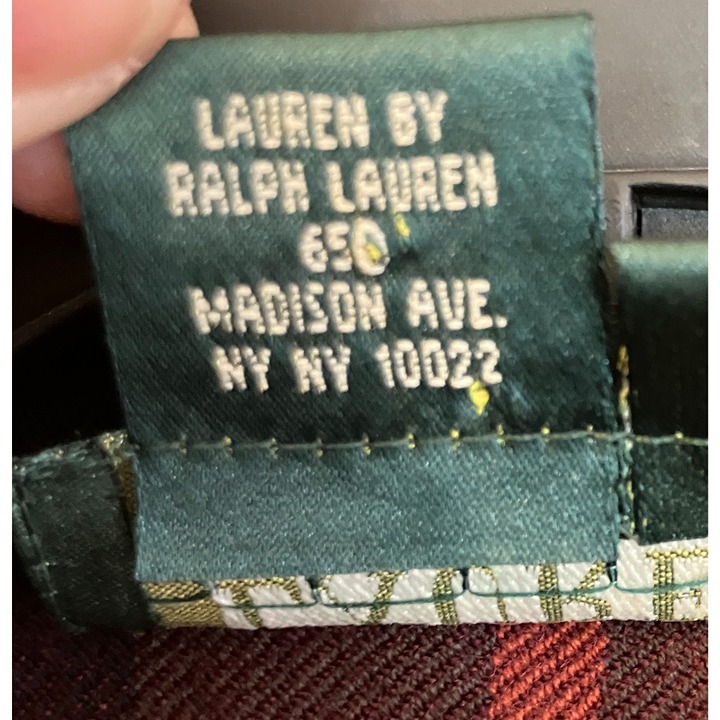 LAUREN BY
RALPH LAUREN
650
MADISON AVE.
NY NY 10022